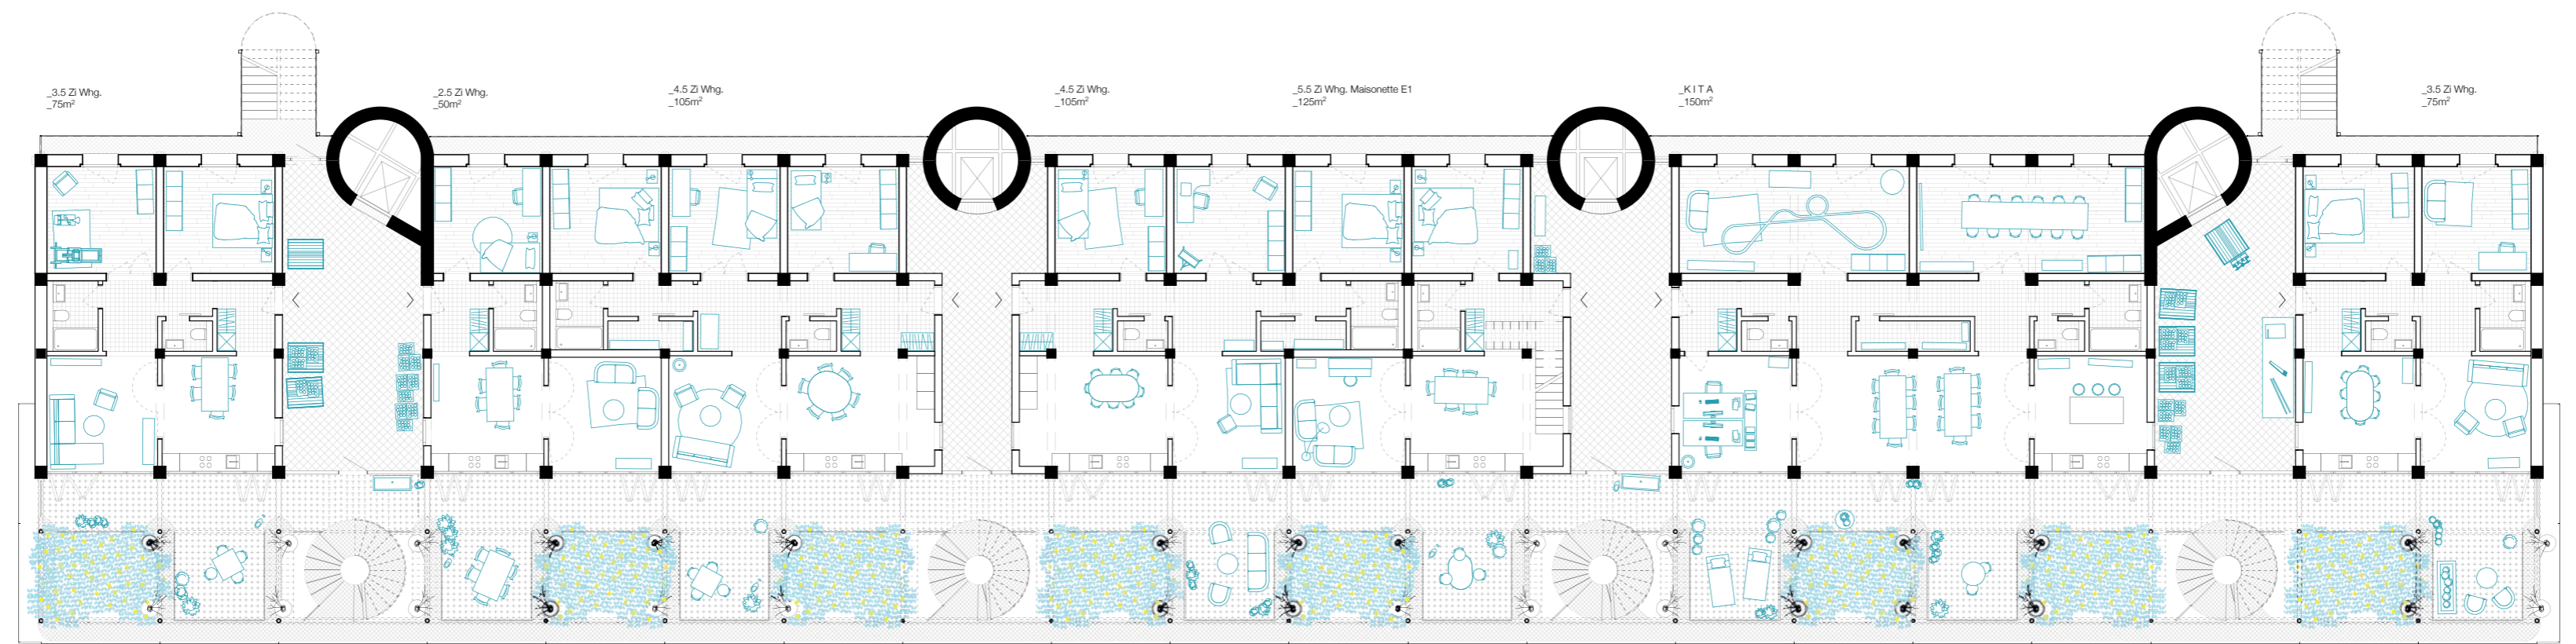 _3.5 Zi Whg.
_75m²
_2.5 Zi Whg.
_50m²
_4.5 Zi Whg.
_105m²
_4.5 Zi Whg.
_105m²
_5.5 Zi Whg. Maisonette E1
_125m²
_K I T A
_150m²
_3.5 Zi Whg.
_75m²